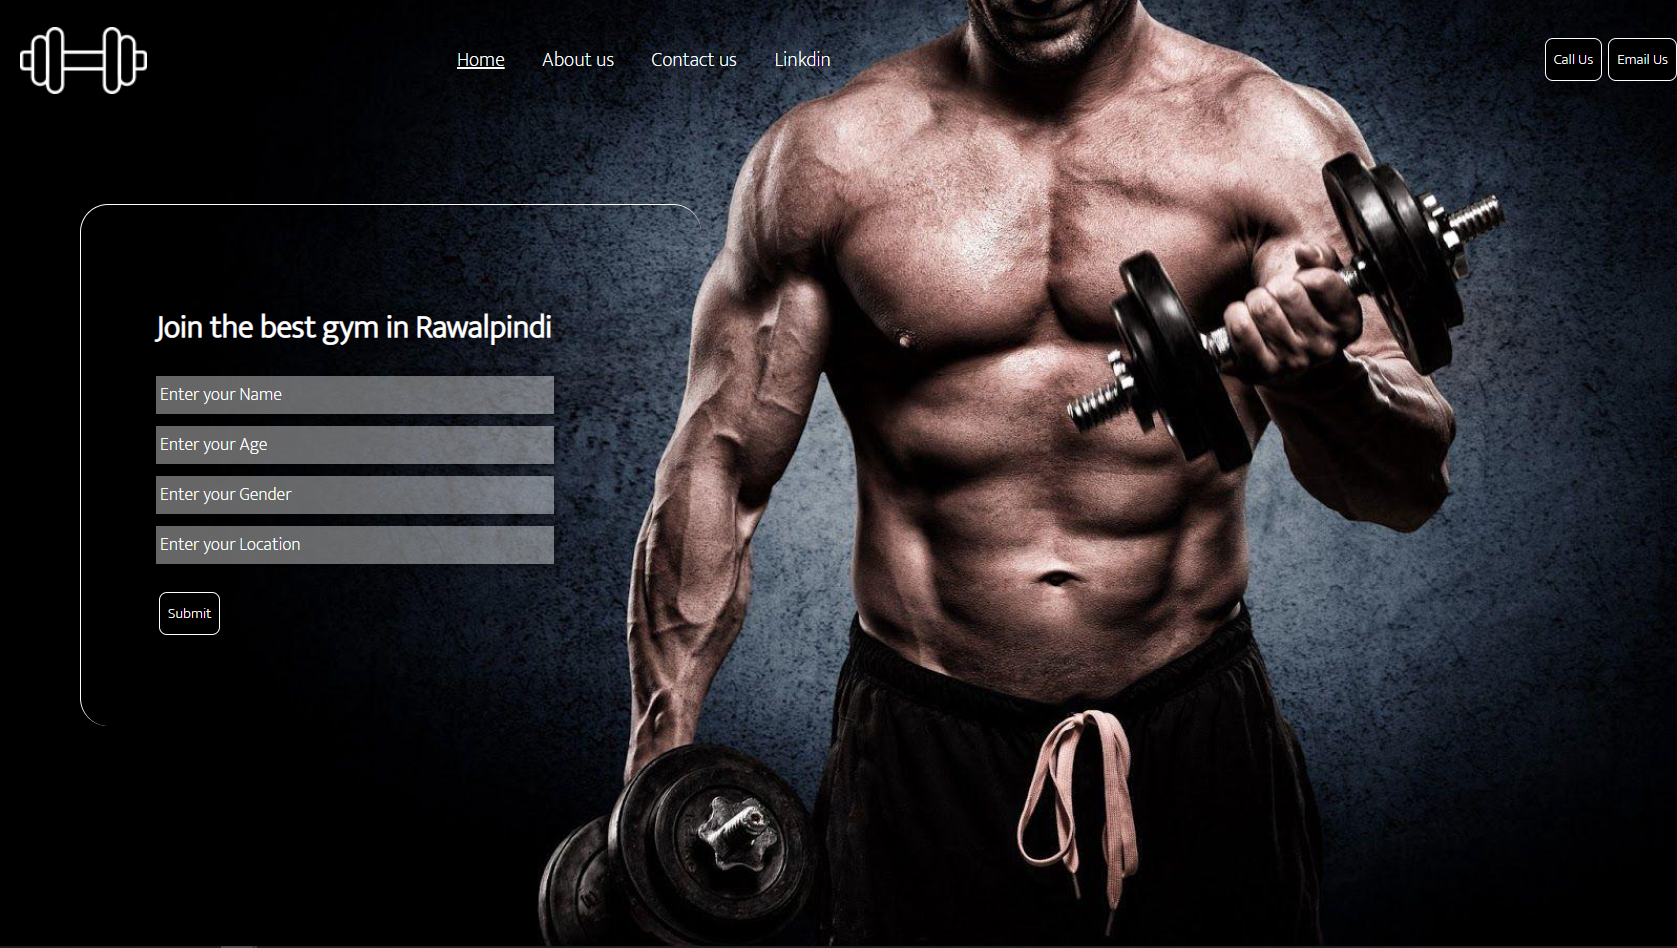 Home About us Contact us Linkdin
Call Us Email Us
Join the best gym in Rawalpindi
Enter your Name
Enter your Age
Enter your Gender
Enter your Location
Submit